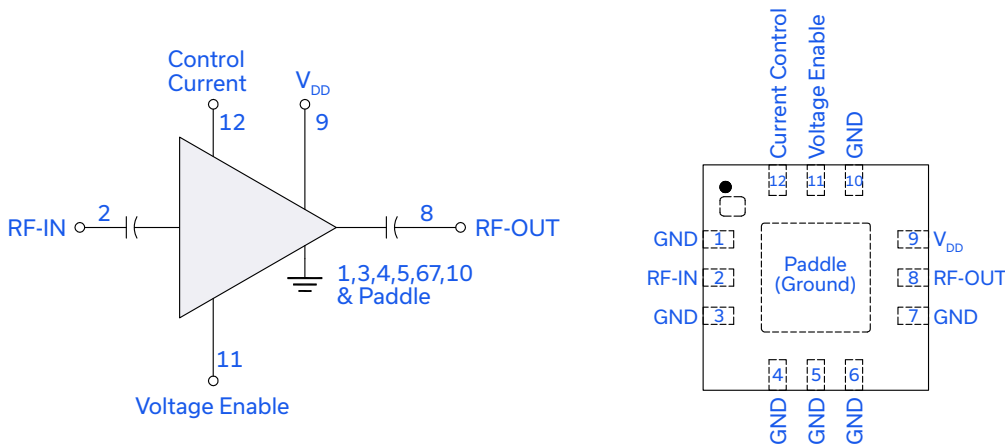 Control
Current
V_DD
12
9
RF-IN
2
8
RF-OUT
1,3,4,5,67,10
& Paddle
11
Voltage Enable
Current Control
Voltage Enable
GND
12
11
10
GND
1
9
V_DD
RF-IN
2
Paddle
(Ground)
8
RF-OUT
GND
3
7
GND
4
5
6
GND
GND
GND